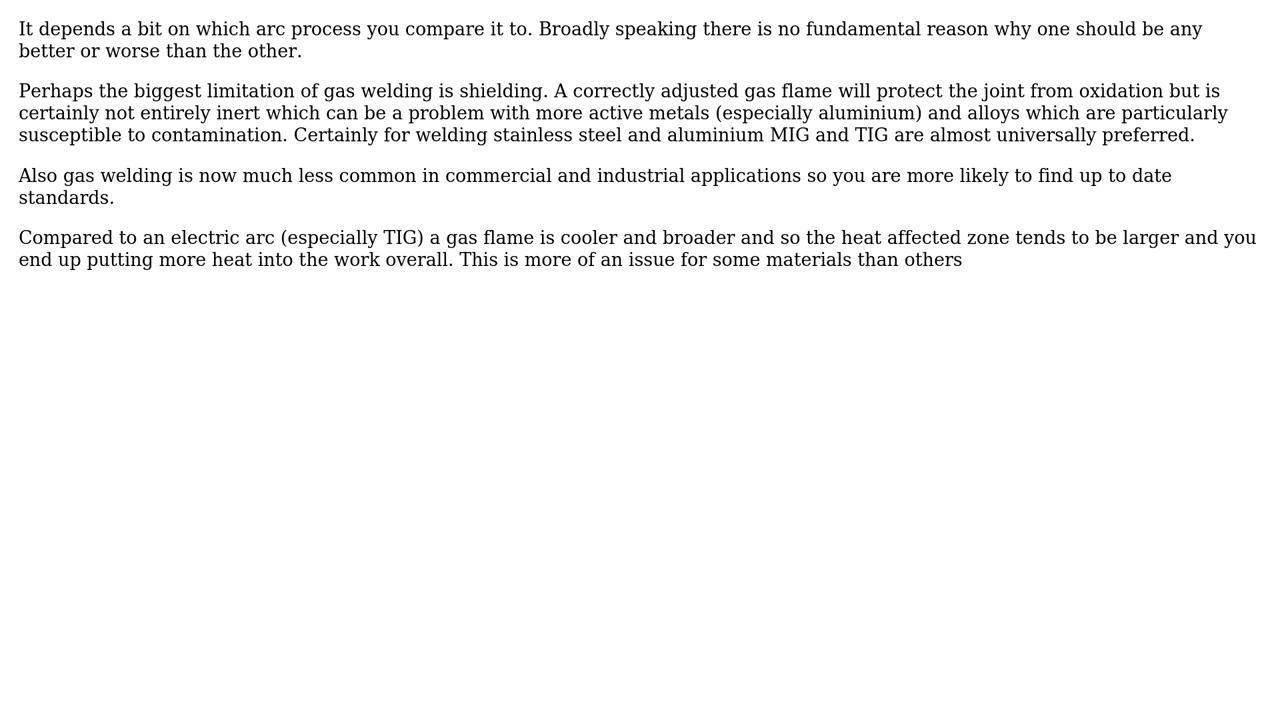 It depends a bit on which arc process you compare it to. Broadly speaking there is no fundamental reason why one should be any
better or worse than the other.
Perhaps the biggest limitation of gas welding is shielding. A correctly adjusted gas flame will protect the joint from oxidation but is
certainly not entirely inert which can be a problem with more active metals (especially aluminium) and alloys which are particularly
susceptible to contamination. Certainly for welding stainless steel and aluminium MIG and TIG are almost universally preferred.
Also gas welding is now much less common in commercial and industrial applications so you are more likely to find up to date
standards.
Compared to an electric arc (especially TIG) a gas flame is cooler and broader and so the heat affected zone tends to be larger and you
end up putting more heat into the work overall. This is more of an issue for some materials than others